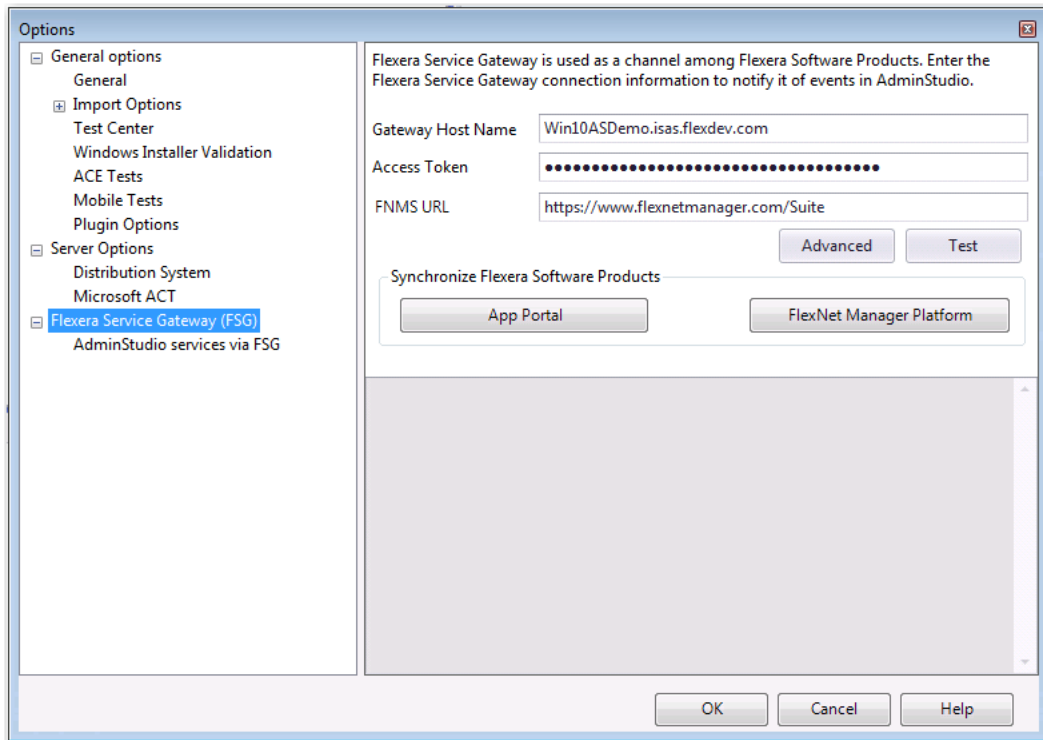 Options
General options
General
Import Options
Test Center
Windows Installer Validation
ACE Tests
Mobile Tests
Plugin Options
Server Options
Distribution System
Microsoft ACT
Flexera Service Gateway (FSG)
AdminStudio services via FSG
Flexera Service Gateway is used as a channel among Flexera Software Products. Enter the
Flexera Service Gateway connection information to notify it of events in AdminStudio.
Gateway Host Name Win10ASDemo.isas.flexdev.com
Access Token
FNMS URL https://www.flexnetmanager.com/Suite
Advanced Test
Synchronize Flexera Software Products
App Portal FlexNet Manager Platform
OK Cancel Help